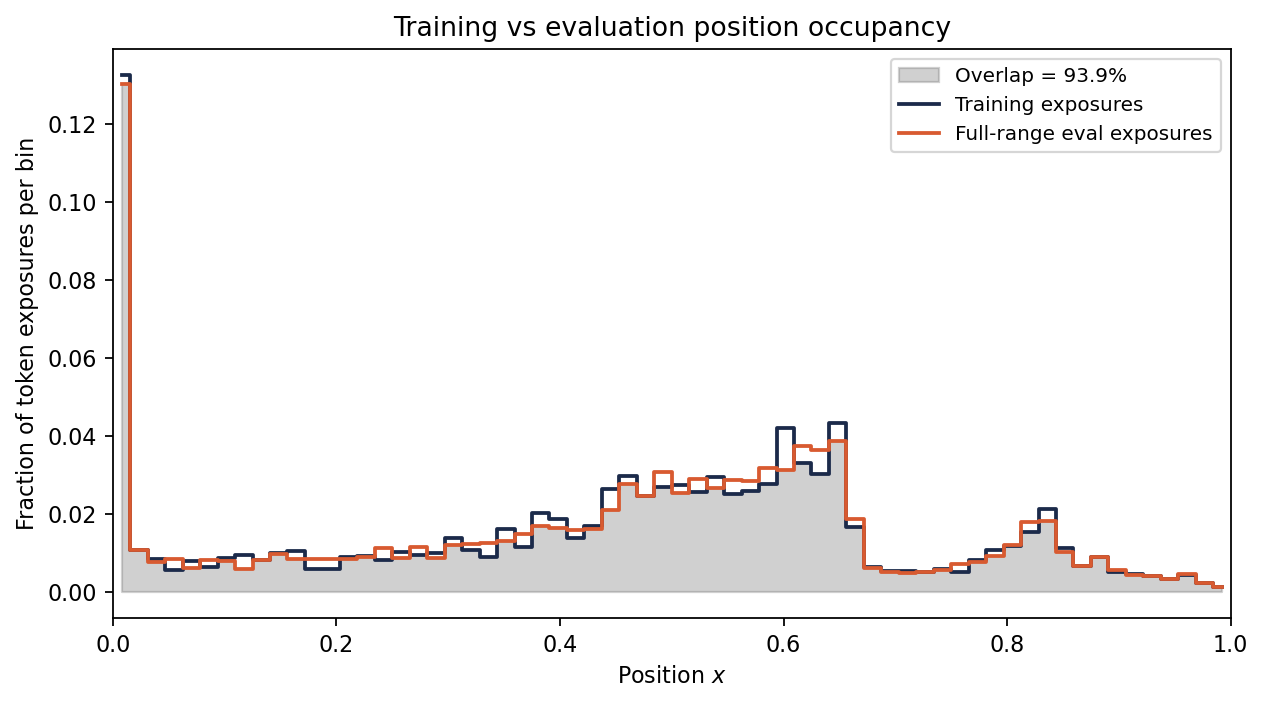 Training vs evaluation position occupancy
Overlap = 93.9%
Training exposures
Full-range eval exposures
Fraction of token exposures per bin
0.12
0.10
0.08
0.06
0.04
0.02
0.00
0.0 0.2 0.4 0.6 0.8 1.0
Position x